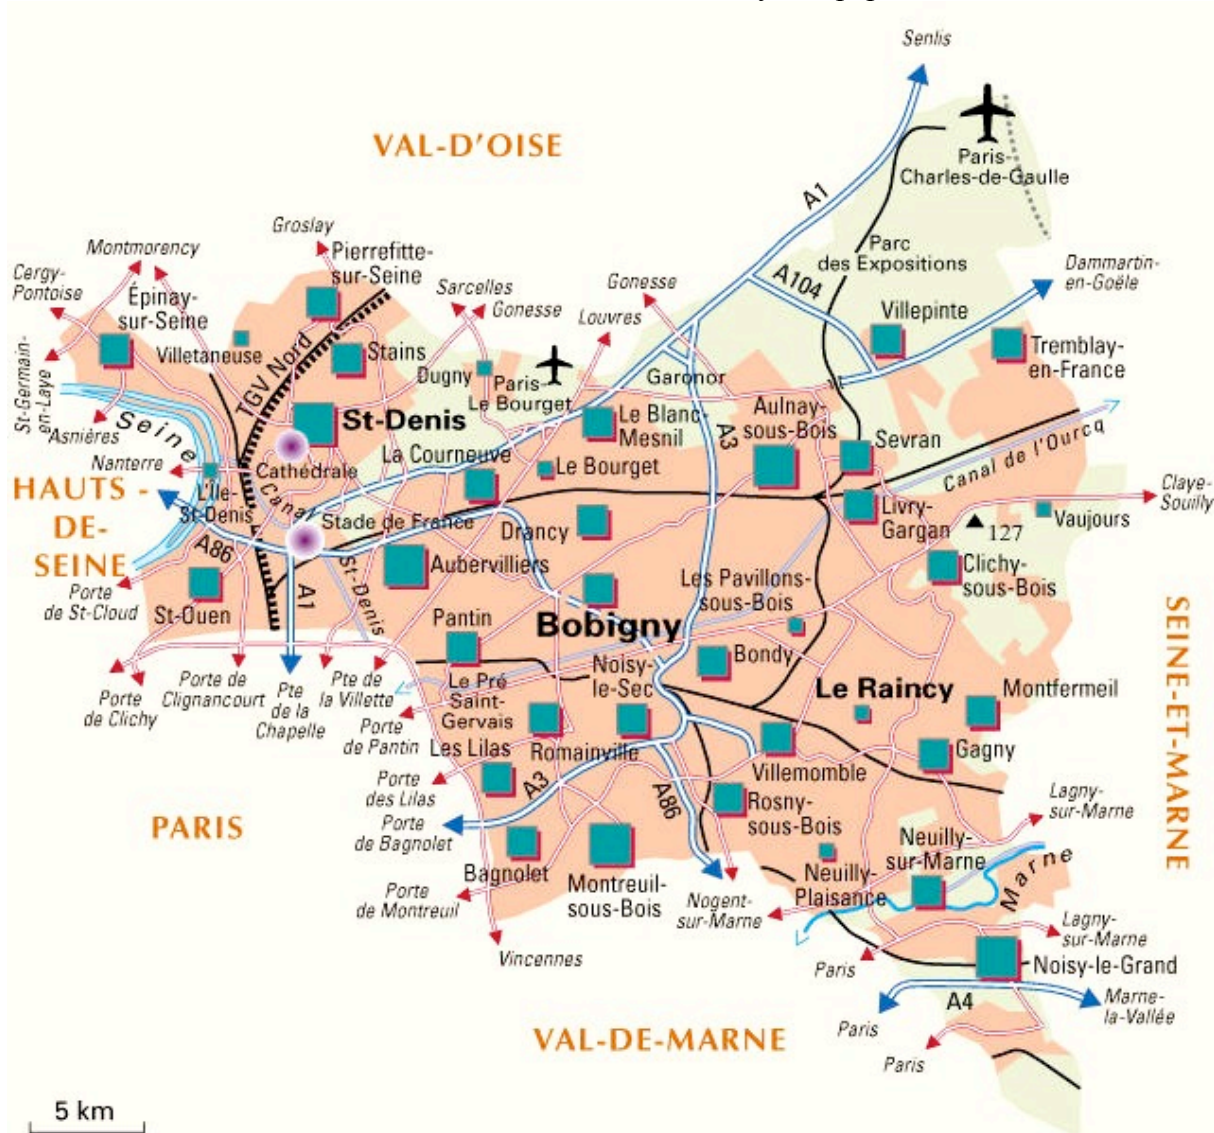 Senlis
VAL-D'OISE
Paris-
Charles-de-Gaulle
A1
Groslay
Pierrefitte-
sur-Seine
Montmorency
Cergy-
Pontoise
Épinay-
sur-Seine
Sarcelles
Gonesse
Gonesse
Louvres
Parc
des Expositions
A104
Dammartin-
en-Goële
Villepinte
Villetaneuse
TGV Nord
Stains
Dugny
Paris-
Le Bourget
Garonor
Tremblay-
en-France
St-Germain-
en-Laye
Asnières
Seine
St-Denis
Le Blanc-
Mesnil
A3
Aulnay-
sous-Bois
Sevran
Canal de l'Ourcq
Nanterre
Cathédrale
La Courneuve
Le Bourget
HAUTS -
DE-
SEINE
L'Île-
St-Denis
Canal
St-Denis
Stade de France
Drancy
Livry-
Gargan
127
Vaujours
Claye-
Souilly
A86
Aubervilliers
Les Pavillons-
sous-Bois
Clichy-
sous-Bois
Porte
de St-Cloud
St-Ouen
A1
Pantin
Bobigny
SEINE-ET-MARNE
Porte
de Clichy
Porte de
Clignancourt
Pte
de la
Chapelle
Pte de
la Villette
Porte
de Pantin
Le Pré
Saint-
Gervais
Noisy-
le-Sec
Bondy
Le Raincy
Montfermeil
Les Lilas
Romainville
Villemomble
Gagny
PARIS
Porte
des Lilas
A3
A86
Rosny-
sous-Bois
Lagny-
sur-Marne
Porte
de Bagnolet
Bagnolet
Montreuil-
sous-Bois
Neuilly-
sur-Marne
Neuilly-
Plaisance
Marne
Porte
de Montreuil
Nogent-
sur-Marne
Lagny-
sur-Marne
Vincennes
Paris
Noisy-le-Grand
A4
Marne-
la-Vallée
VAL-DE-MARNE
Paris
Paris
5 km